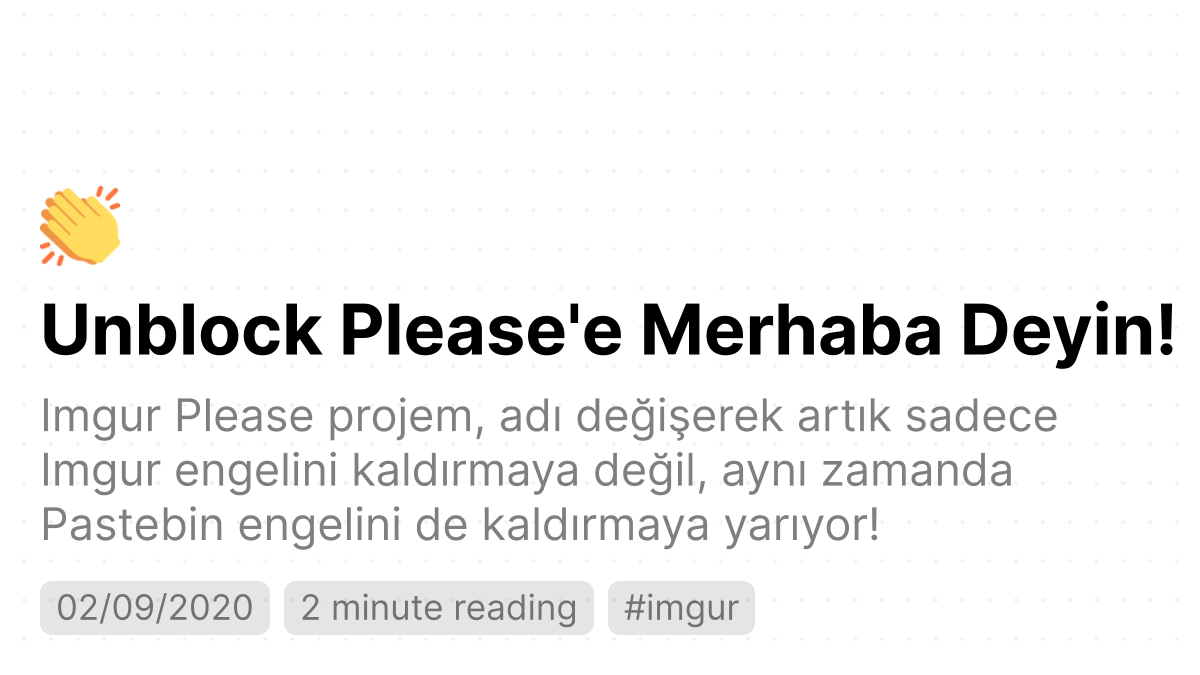 Unblock Please'e Merhaba Deyin!
Imgur Please projem, adı değişerek artık sadece
Imgur engelini kaldırmaya değil, aynı zamanda
Pastebin engelini de kaldırmaya yarıyor!
02/09/2020 2 minute reading #imgur